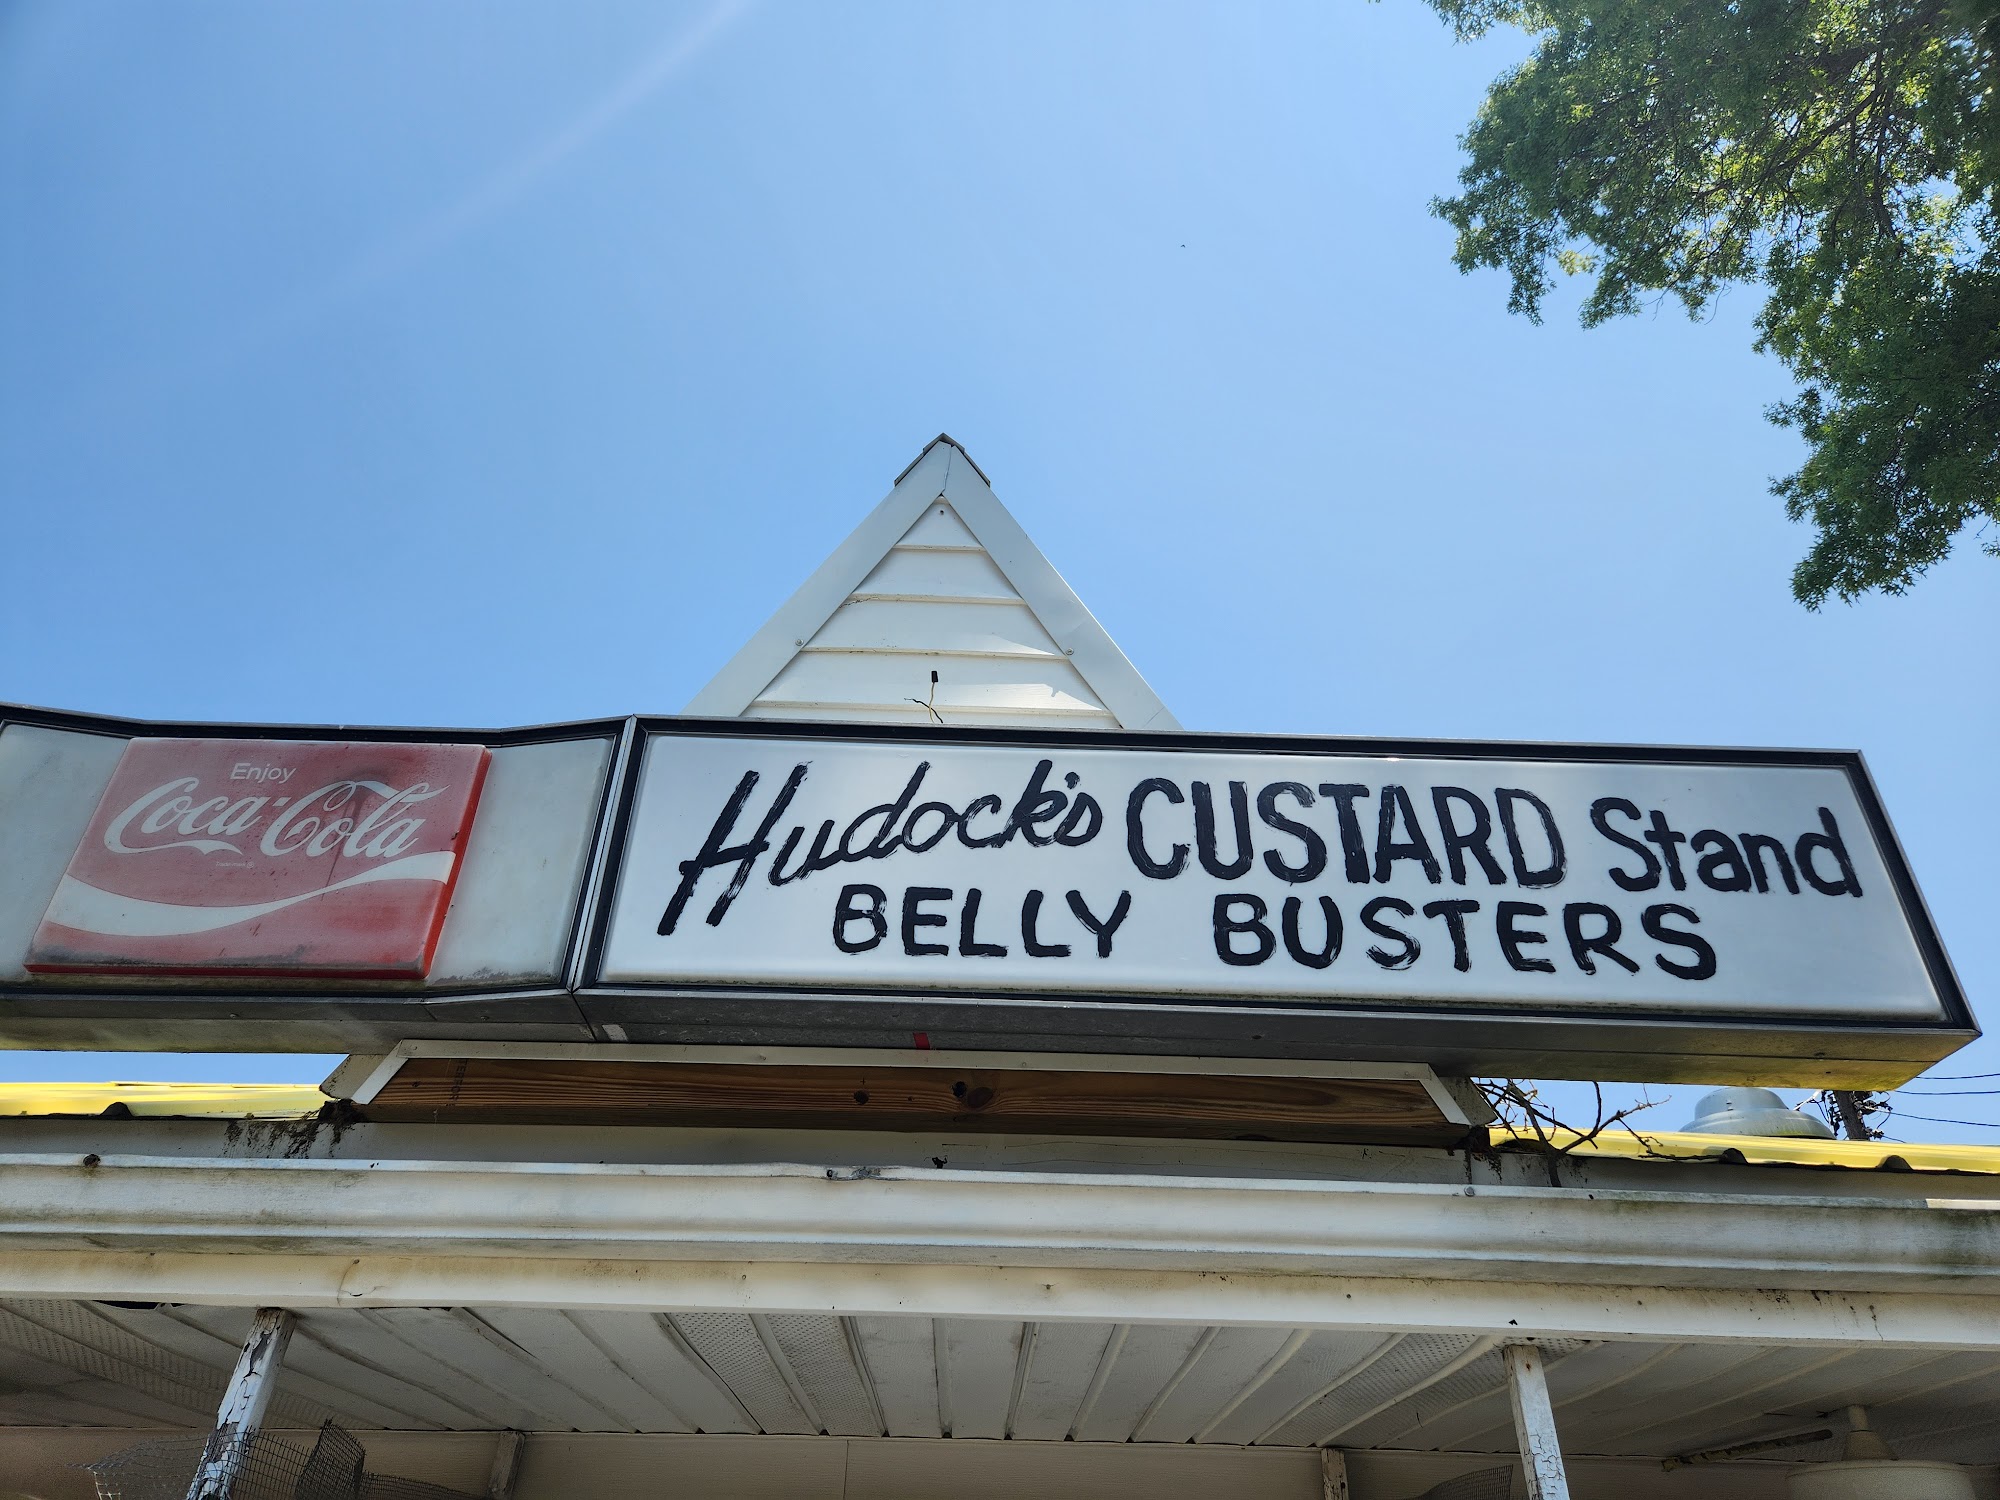 Enjoy
Coca-Cola
Hudock's CUSTARD Stand
BELLY BUSTERS